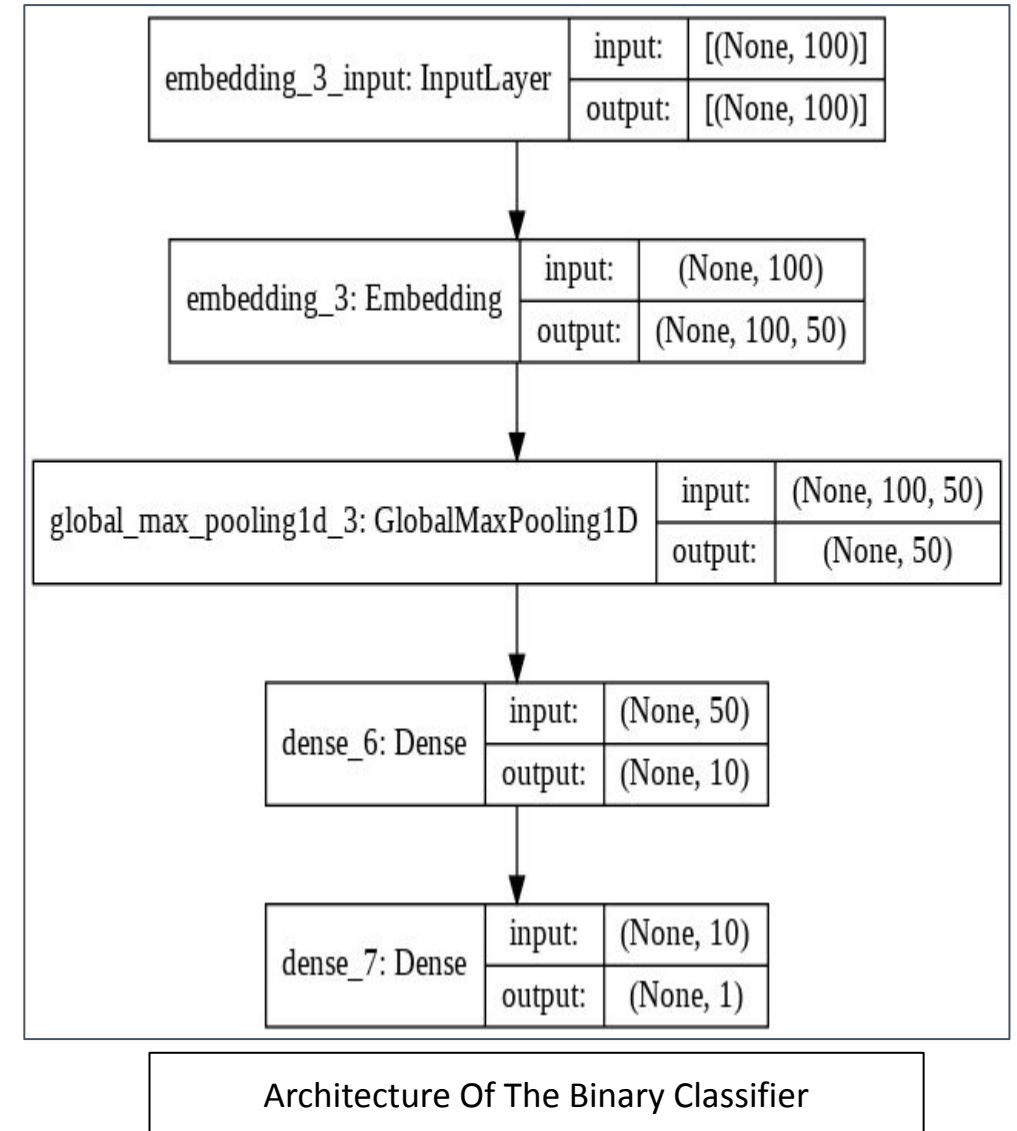 embedding_3_input: InputLayer
input:
[(None, 100)]
output:
[(None, 100)]
embedding_3: Embedding
input:
(None, 100)
output:
(None, 100, 50)
global_max_pooling1d_3: GlobalMaxPooling1D
input:
(None, 100, 50)
output:
(None, 50)
dense_6: Dense
input:
(None, 50)
output:
(None, 10)
dense_7: Dense
input:
(None, 10)
output:
(None, 1)
Architecture Of The Binary Classifier